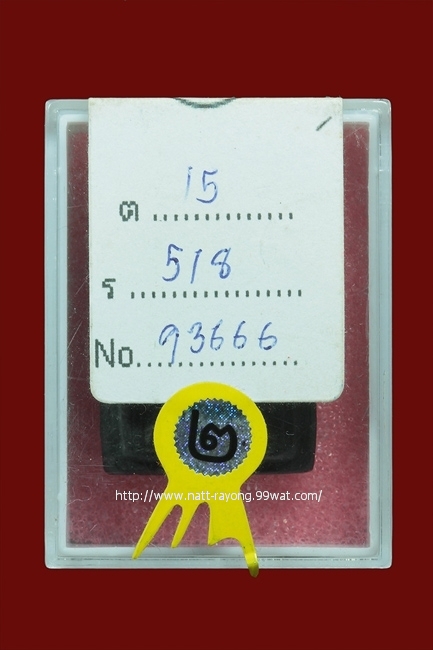 ต 15
ร 518
No. 93666
๒
http://www.natt-rayong.99wat.com/